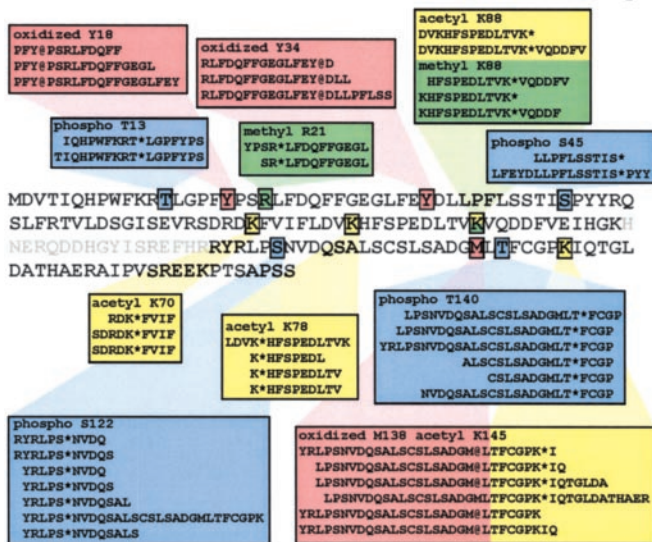 oxidized Y18
PFY@PSRLFDQFF
PFY@PSRLFDQFFGEGL
PFY@PSRLFDQFFGEGLFEY
oxidized Y34
RLFDQFFGEGLFEY@D
RLFDQFFGEGLFEY@DLL
RLFDQFFGEGLFEY@DLLPFLSS
acetyl K88
DVKHFSPEDLTVK*
DVKHFSPEDLTVK*VQDDFV
methyl K88
HFSPEDLTVK*VQDDFV
KHFSPEDLTVK*
KHFSPEDLTVK*VQDDF
phospho T13
IQHPWFKRT*LGPFYPS
TIQHPWFKRT*LGPFYPS
methyl R21
YPSR*LFDQFFGEGL
SR*LFDQFFGEGL
phospho S45
LLPFLSSTIS*
LFEYDLLPFLSSTIS*PYY
MDVTIQHPWFKRTLGPFYPSRLFDQFFGEGLFEYDLLPFLSSTISPYYRQ
SLFRTVLDSGISEVRSDRDKFVIFLDVKHFSPEDLTVKVQDDFVEIHGKH
NERQDDHGYISREFHRRYRLPSNVDQSALSCSLSADGMLTFCGPKIQTGL
DATHAERAIPVSREEKPTSAPSS
acetyl K70
RDK*FVIF
SDRDK*FVIF
SDRDK*FVIF
acetyl K78
LDVK*HFSPEDLTVK
K*HFSPEDL
K*HFSPEDLTV
K*HFSPEDLTV
phospho T140
LPSNVDQSALSCSLSADGMLT*FCGP
LPSNVDQSALSCSLSADGMLT*FCGP
YRLPSNVDQSALSCSLSADGMLT*FCGP
ALSCSLSADGMLT*FCGP
CSLSADGMLT*FCGP
NVDQSALSCSLSADGMLT*FCGP
phospho S122
RYRLPS*NVDQ
RYRLPS*NVDQS
YRLPS*NVDQ
YRLPS*NVDQS
YRLPS*NVDQSAL
YRLPS*NVDQSALSCSLSADGMLTFCGPK
YRLPS*NVDQSALS
oxidized M138 acetyl K145
YRLPSNVDQSALSCSLSADGM@LTFCGPK*I
LPSNVDQSALSCSLSADGM@LTFCGPK*IQ
LPSNVDQSALSCSLSADGM@LTFCGPK*IQTGLDA
LPSNVDQSALSCSLSADGM@LTFCGPK*IQTGLDATHAER
YRLPSNVDQSALSCSLSADGM@LTFCGPK
YRLPSNVDQSALSCSLSADGM@LTFCGPKIQ